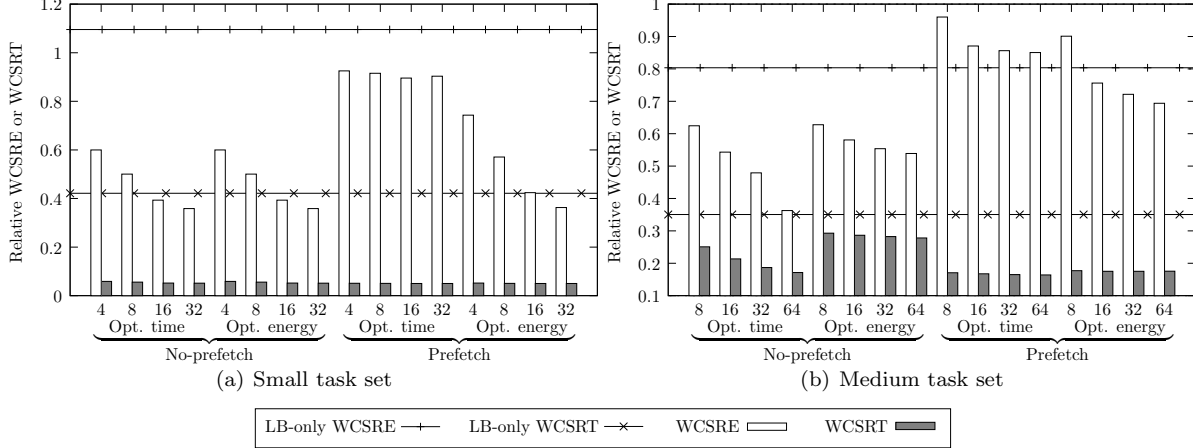 Relative WCSRE or WCSRT
1.2
1
0.8
0.6
0.4
0.2
0
4 8 16 32 4 8 16 32 4 8 16 32 4 8 16 32
Opt. time Opt. energy Opt. time Opt. energy
No-prefetch Prefetch
(a) Small task set
Relative WCSRE or WCSRT
1
0.9
0.8
0.7
0.6
0.5
0.4
0.3
0.2
0.1
8 16 32 64 8 16 32 64 8 16 32 64 8 16 32 64
Opt. time Opt. energy Opt. time Opt. energy
No-prefetch Prefetch
(b) Medium task set
LB-only WCSRE LB-only WCSRT WCSRE WCSRT